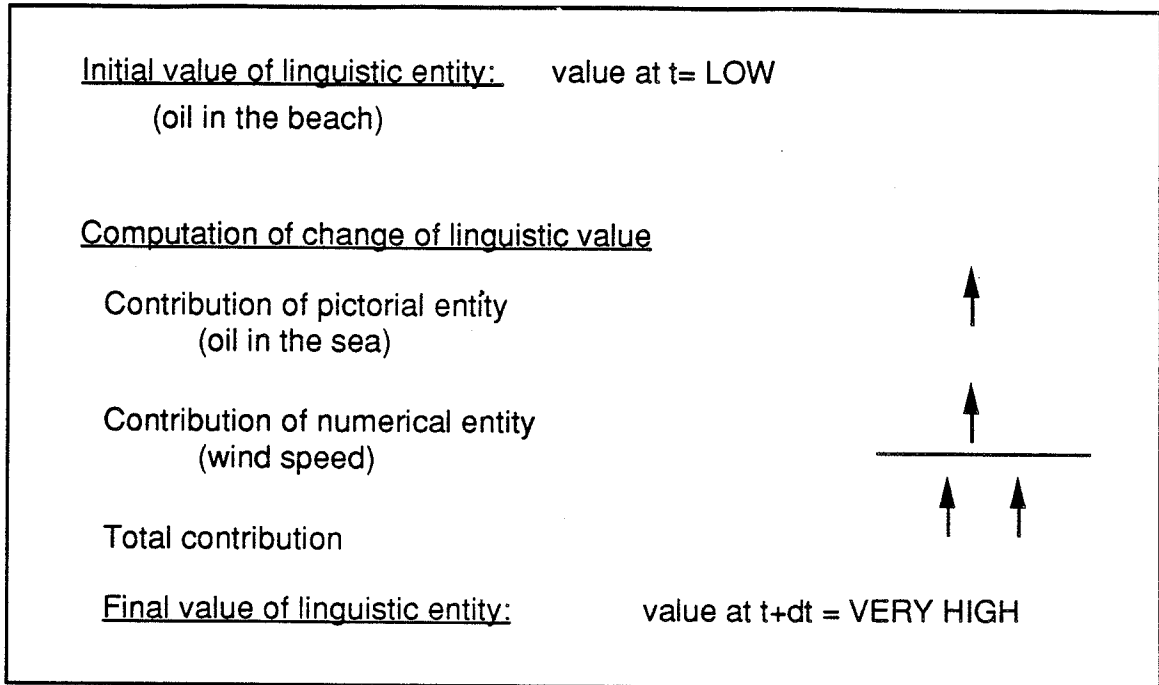 Initial value of linguistic entity: value at t= LOW
(oil in the beach)
Computation of change of linguistic value
Contribution of pictorial entity
(oil in the sea)
Contribution of numerical entity
(wind speed)
Total contribution
Final value of linguistic entity: value at t+dt = VERY HIGH